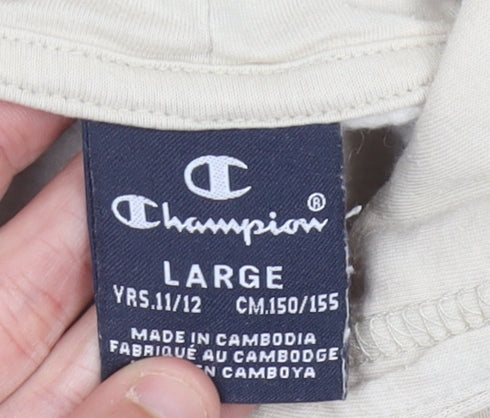 Champion®
LARGE
YRS.11/12 CM.150/155
MADE IN CAMBODIA
FABRIQUÉ AU CAMBODGE
EN CAMBOYA